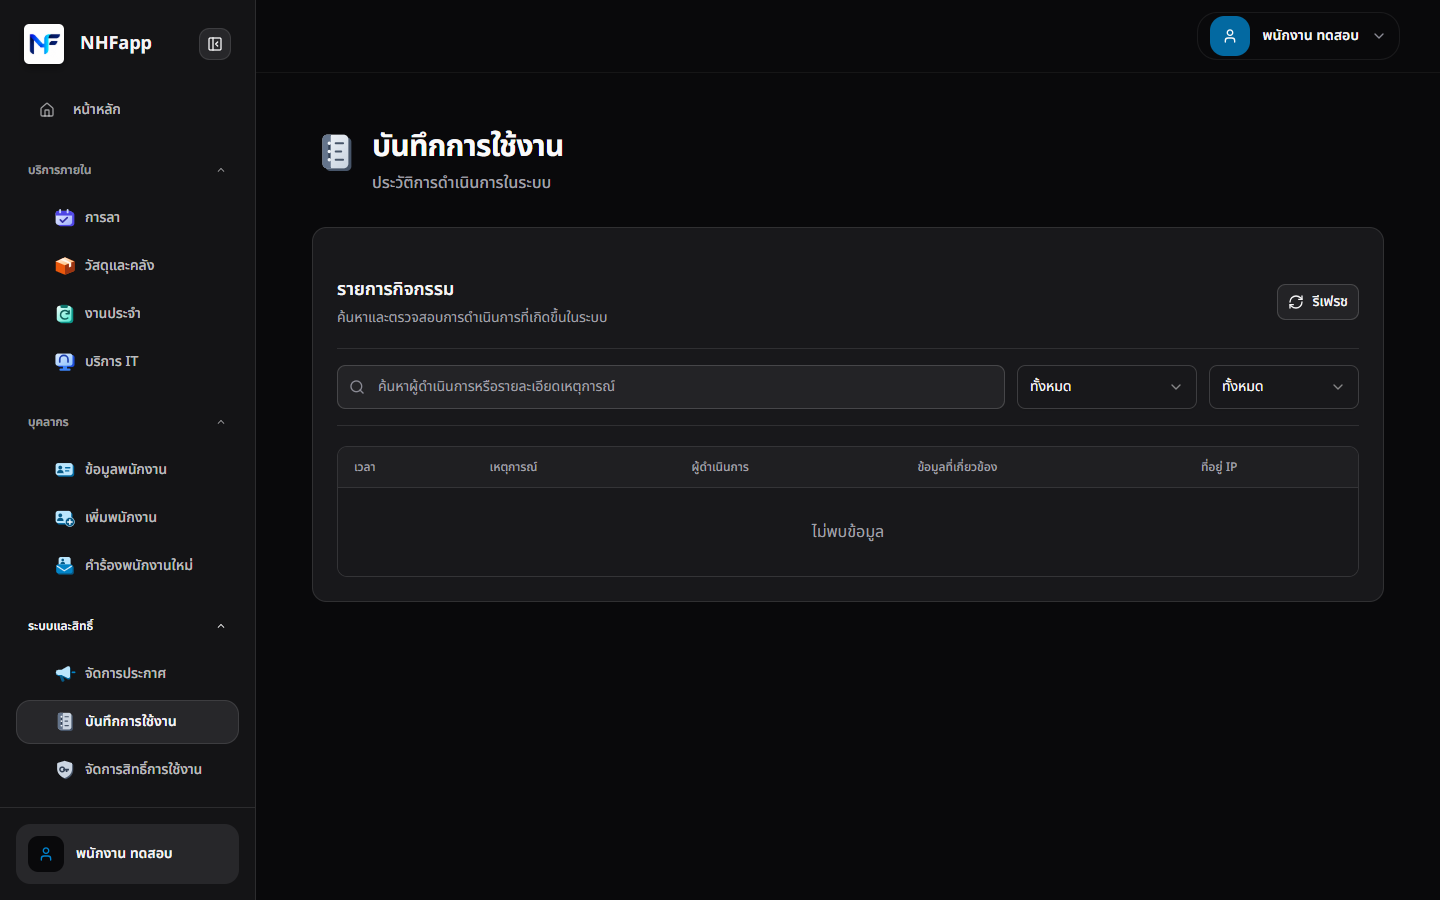 NHFapp
พนักงาน ทดสอบ
หน้าหลัก
บริการภายใน
การลา
วัสดุและคลัง
งานประจำ
บริการ IT
บุคลากร
ข้อมูลพนักงาน
เพิ่มพนักงาน
คำร้องพนักงานใหม่
ระบบและสิทธิ์
จัดการประกาศ
บันทึกการใช้งาน
จัดการสิทธิ์การใช้งาน
พนักงาน ทดสอบ
บันทึกการใช้งาน
ประวัติการดำเนินการในระบบ
รายการกิจกรรม
ค้นหาและตรวจสอบการดำเนินการที่เกิดขึ้นในระบบ
รีเฟรช
ค้นหาผู้ดำเนินการหรือรายละเอียดเหตุการณ์
ทั้งหมด
ทั้งหมด
เวลา เหตุการณ์ ผู้ดำเนินการ ข้อมูลที่เกี่ยวข้อง ที่อยู่ IP
ไม่พบข้อมูล